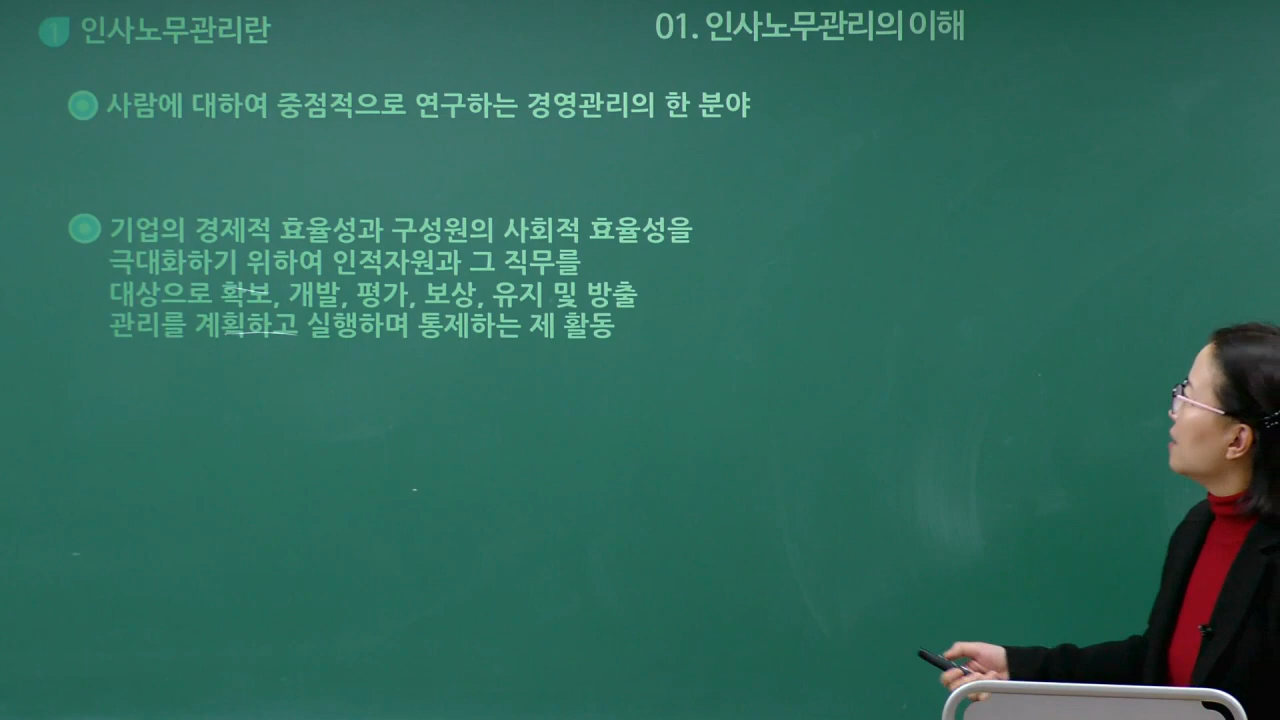 1 인사노무관리란
01. 인사노무관리의 이해
사람에 대하여 중점적으로 연구하는 경영관리의 한 분야
기업의 경제적 효율성과 구성원의 사회적 효율성을
극대화하기 위하여 인적자원과 그 직무를
대상으로 확보, 개발, 평가, 보상, 유지 및 방출
관리를 계획하고 실행하며 통제하는 제 활동